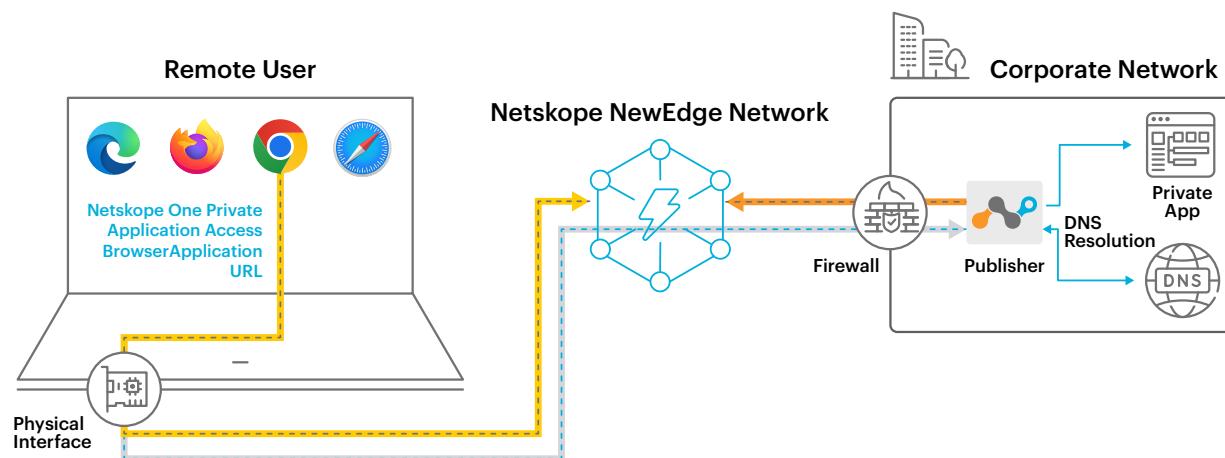 Remote User
Netskope One Private
Application Access
BrowserApplication
URL
Physical
Interface
Netskope NewEdge Network
Corporate Network
Firewall
Publisher
Private
App
DNS
Resolution
DNS